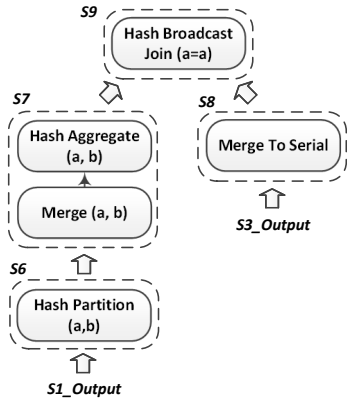 S9
Hash Broadcast
Join (a=a)
S7
Hash Aggregate
(a, b)
Merge (a, b)
S8
Merge To Serial
S3_Output
S6
Hash Partition
(a,b)
S1_Output